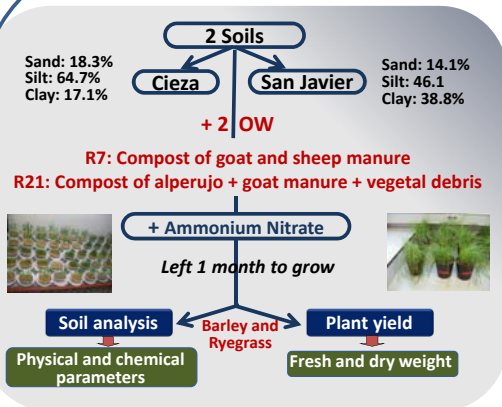 2 Soils
Sand: 18.3%
Silt: 64.7%
Clay: 17.1%
Cieza
San Javier
Sand: 14.1%
Silt: 46.1
Clay: 38.8%
+ 2 OW
R7: Compost of goat and sheep manure
R21: Compost of alperujo + goat manure + vegetal debris
+ Ammonium Nitrate
Left 1 month to grow
Soil analysis
Barley and
Ryegrass
Plant yield
Physical and chemical
parameters
Fresh and dry weight